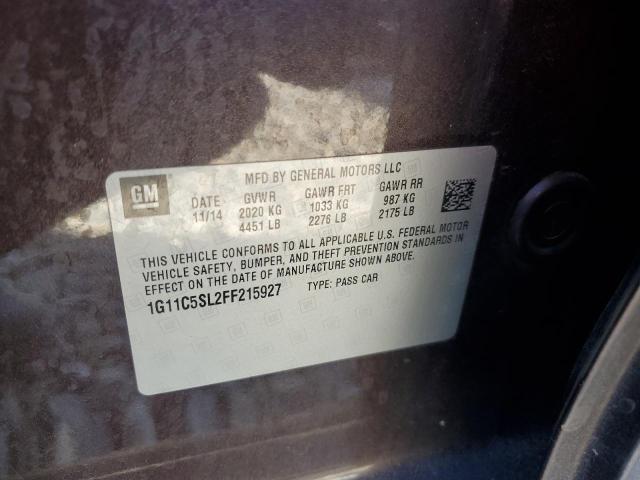 GM
MFD BY GENERAL MOTORS LLC
DATE GVWR GAWR FRT GAWR RR
11/14 2020 KG 1033 KG 987 KG
4451 LB 2276 LB 2175 LB
THIS VEHICLE CONFORMS TO ALL APPLICABLE U.S. FEDERAL MOTOR
VEHICLE SAFETY, BUMPER, AND THEFT PREVENTION STANDARDS IN
EFFECT ON THE DATE OF MANUFACTURE SHOWN ABOVE.
1G11C5SL2FF215927 TYPE: PASS CAR